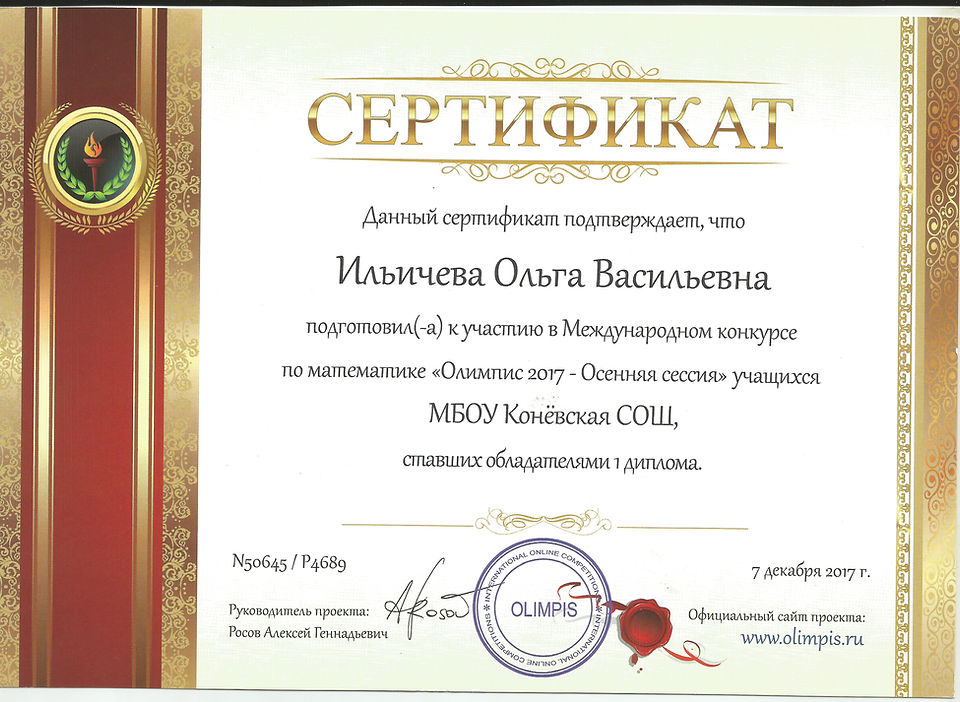 СЕРТИФИКАТ
Данный сертификат подтверждает, что
Ильичева Ольга Васильевна
подготовил(-а) к участию в Международном конкурсе
по математике «Олимпис 2017 - Осенняя сессия» учащихся
МБОУ Конёвская СОШ,
ставших обладателями 1 диплома.
N50645 / P4689
7 декабря 2017 г.
Руководитель проекта:
Росов Алексей Геннадьевич
ARosov
INTERNATIONAL ONLINE COMPETITIONS ✻ INTERNATIONAL ONLINE COMPETITIONS ✻
OLIMPIS
Официальный сайт проекта:
www.olimpis.ru